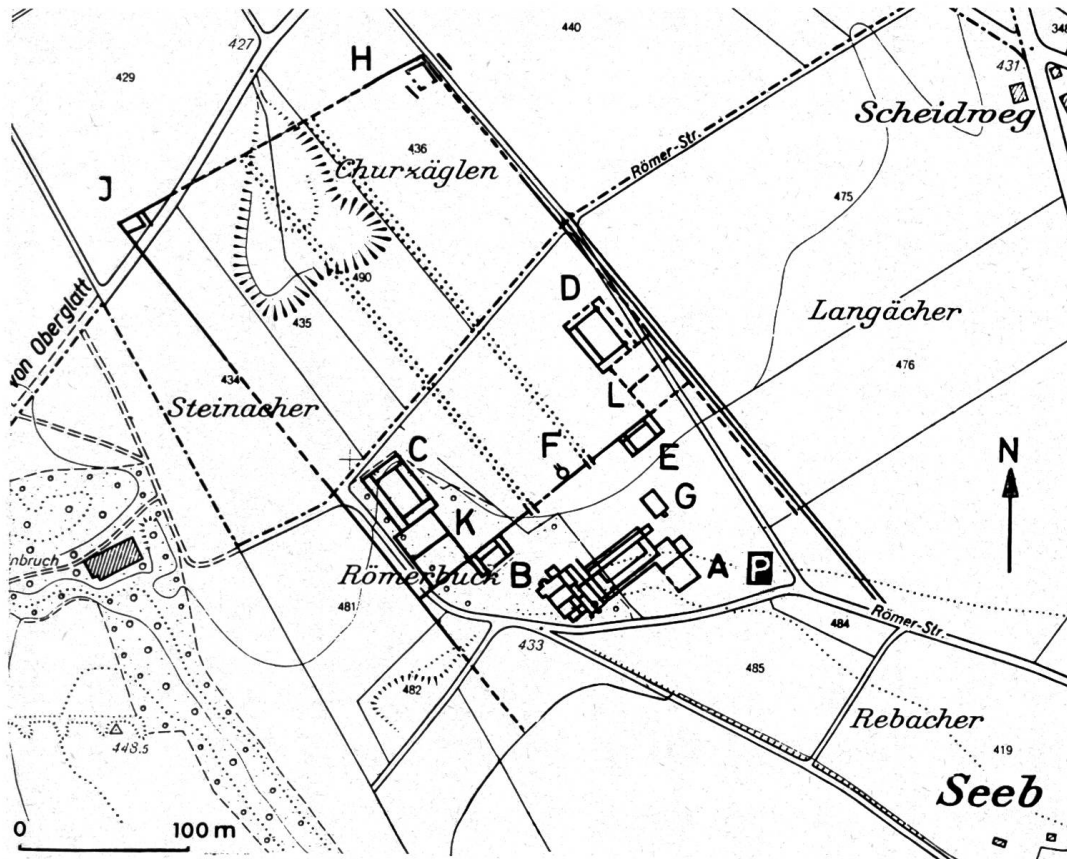 427
440
348
429
H
431
Scheidweg
436
Römer-Str.
Churzäglen
475
J
490
D
Langächer
435
von Oberglatt
434
476
Steinacher
L
C
F
E
N
G
K
nbruch
B
A
P
Römerbuck
481
Römer-Str.
433
484
485
482
Rebacher
419
448.5
Seeb
0
100 m